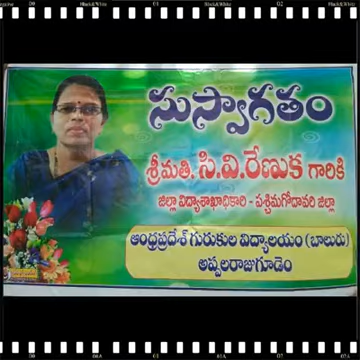 సుస్వాగతం
శ్రీమతి. సి.వి.రేణుక గారికి
జిల్లా విద్యాశాఖాధికారి - పశ్చిమగోదావరి జిల్లా
ఆంధ్రప్రదేశ్ గురుకుల విద్యాలయం (బాలురు)
అప్పలరాజుగూడెం